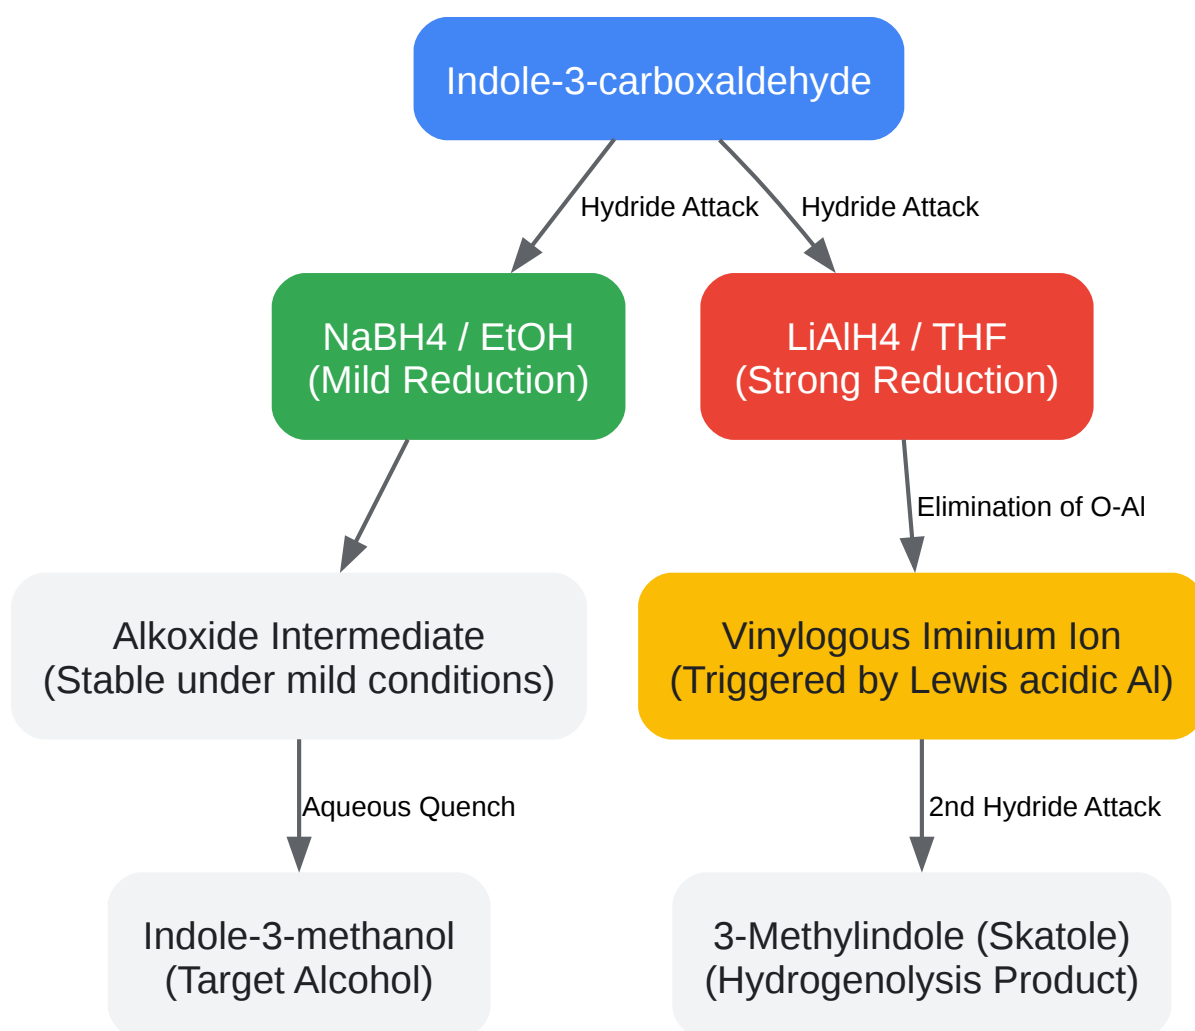 Indole-3-carboxaldehyde
Hydride Attack
Hydride Attack
NaBH4 / EtOH
(Mild Reduction)
LiAlH4 / THF
(Strong Reduction)
Elimination of O-Al
Alkoxide Intermediate
(Stable under mild conditions)
Vinylogous Iminium Ion
(Triggered by Lewis acidic Al)
Aqueous Quench
2nd Hydride Attack
Indole-3-methanol
(Target Alcohol)
3-Methylindole (Skatole)
(Hydrogenolysis Product)